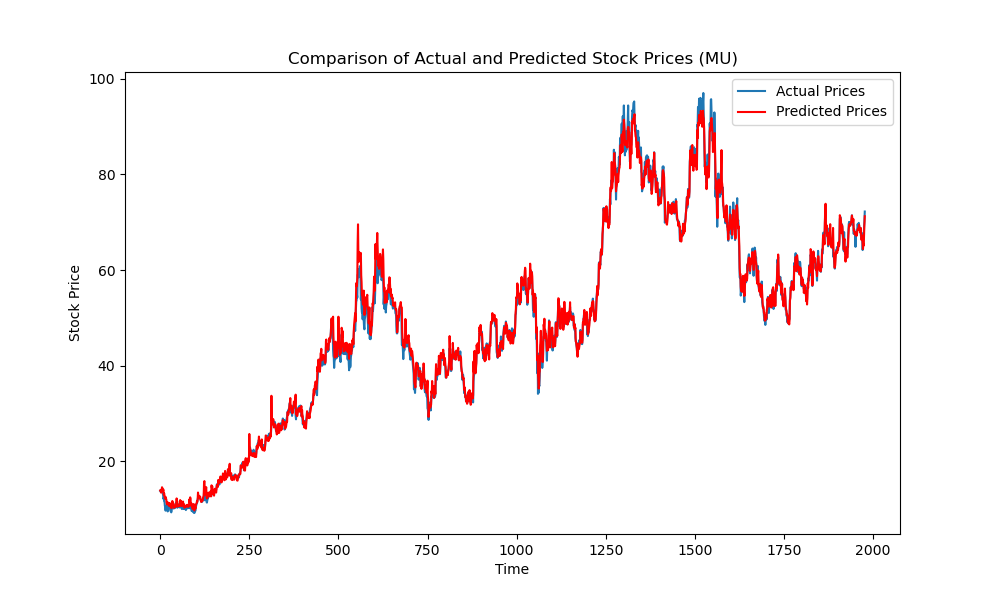 Comparison of Actual and Predicted Stock Prices (MU)
Actual Prices
Predicted Prices
Stock Price
100
80
60
40
20
0 250 500 750 1000 1250 1500 1750 2000
Time